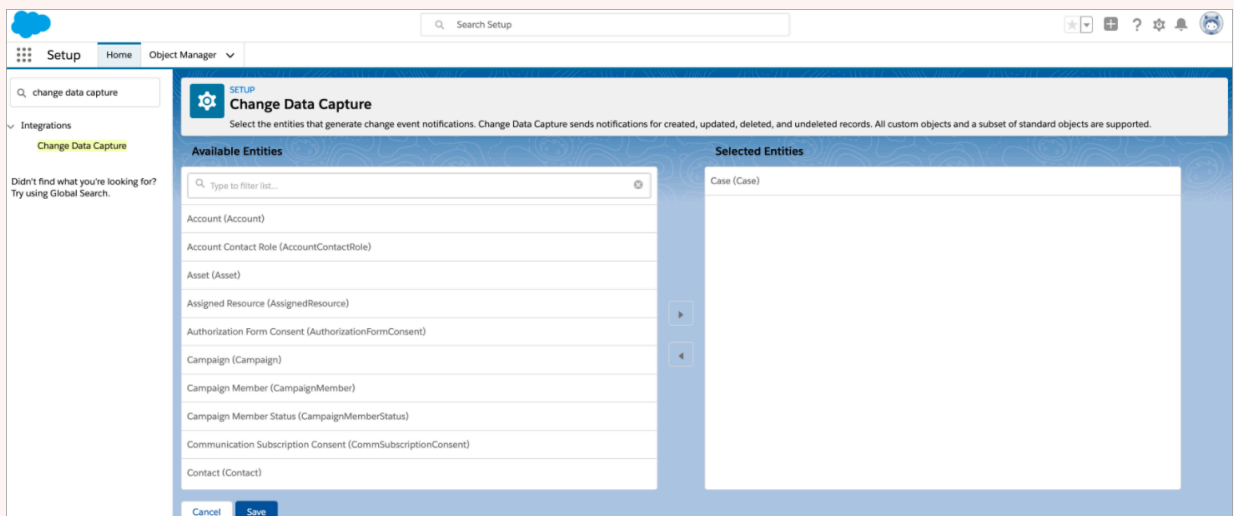 Search Setup
Setup
Home
Object Manager
change data capture
Integrations
Change Data Capture
Didn't find what you're looking for?
Try using Global Search.
SETUP
Change Data Capture
Select the entities that generate change event notifications. Change Data Capture sends notifications for created, updated, deleted, and undeleted records. All custom objects and a subset of standard objects are supported.
Available Entities
Type to filter list...
Account (Account)
Account Contact Role (AccountContactRole)
Asset (Asset)
Assigned Resource (AssignedResource)
Authorization Form Consent (AuthorizationFormConsent)
Campaign (Campaign)
Campaign Member (CampaignMember)
Campaign Member Status (CampaignMemberStatus)
Communication Subscription Consent (CommSubscriptionConsent)
Contact (Contact)
Selected Entities
Case (Case)
Cancel
Save